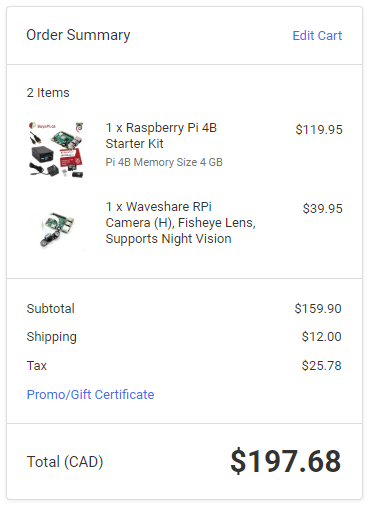 Order Summary
Edit Cart
2 Items
1 x Raspberry Pi 4B
Starter Kit
$119.95
Pi 4B Memory Size 4 GB
1 x Waveshare RPi
Camera (H), Fisheye Lens,
Supports Night Vision
$39.95
Subtotal
$159.90
Shipping
$12.00
Tax
$25.78
Promo/Gift Certificate
Total (CAD)
$197.68